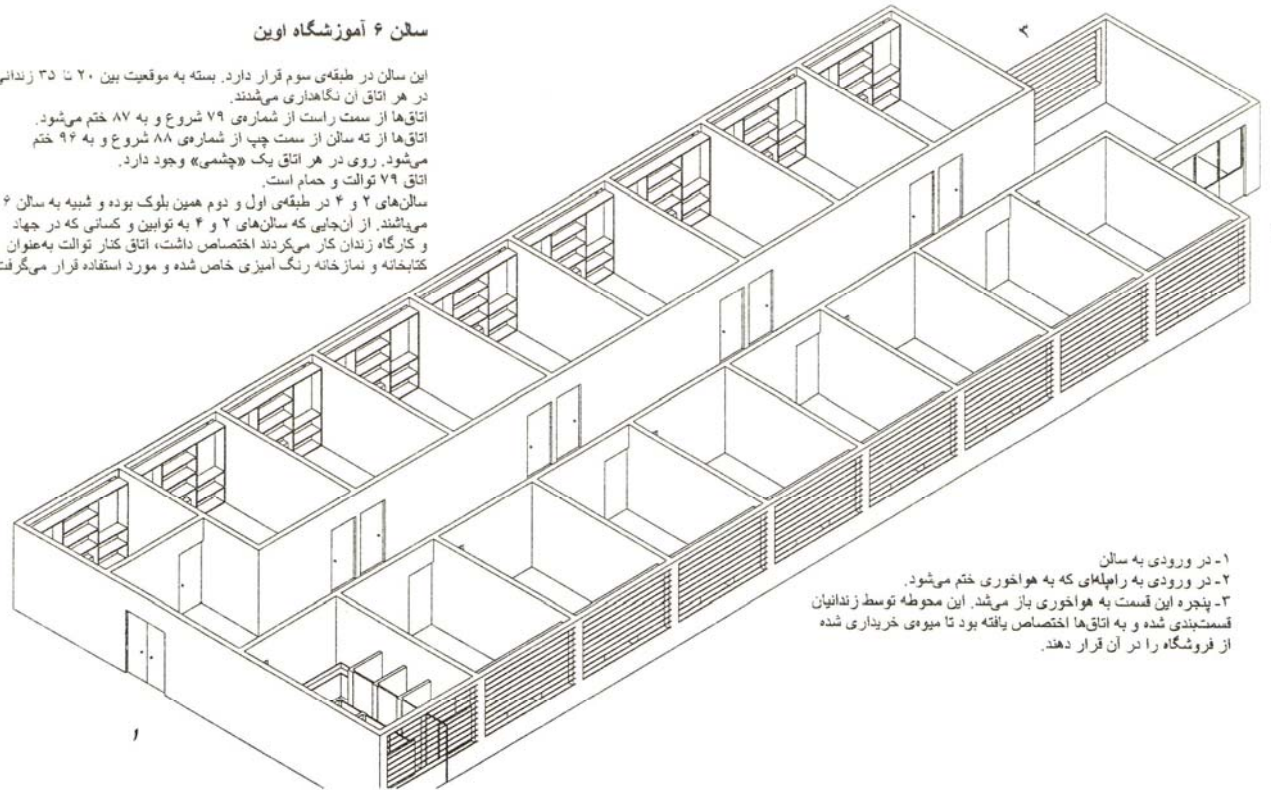 سالن ۶ آموزشگاه اوین
این سالن در طبقه‌ی سوم قرار دارد. بسته به موقعیت بین ۲۰ تا ۳۵ زندانی
در هر اتاق آن نگاهداری می‌شدند.
اتاق‌ها از سمت راست از شماره‌ی ۷۹ شروع و به ۸۷ ختم می‌شود.
اتاق‌ها از ته سالن از سمت چپ از شماره‌ی ۸۸ شروع و به ۹۶ ختم
می‌شود. روی در هر اتاق یک «چشمی» وجود دارد.
اتاق ۷۹ توالت و حمام است.
سالن‌های ۲ و ۴ در طبقه‌ی اول و دوم همین بلوک بوده و شبیه به سالن ۶
می‌باشند. از آن‌جایی که سالن‌های ۲ و ۴ به توابین و کسانی که در جهاد
و کارگاه زندان کار می‌کردند اختصاص داشت، اتاق کنار توالت به‌عنوان
کتابخانه و نمازخانه رنگ آمیزی خاص شده و مورد استفاده قرار می‌گرفت
۳
۱- در ورودی به سالن
۲- در ورودی به راه‌پله‌ای که به هواخوری ختم می‌شود.
۳- پنجره این قسمت به هواخوری باز می‌شد. این محوطه توسط زندانیان
قسمت‌بندی شده و به اتاق‌ها اختصاص یافته بود تا میوه‌ی خریداری شده
از فروشگاه را در آن قرار دهند.
۱